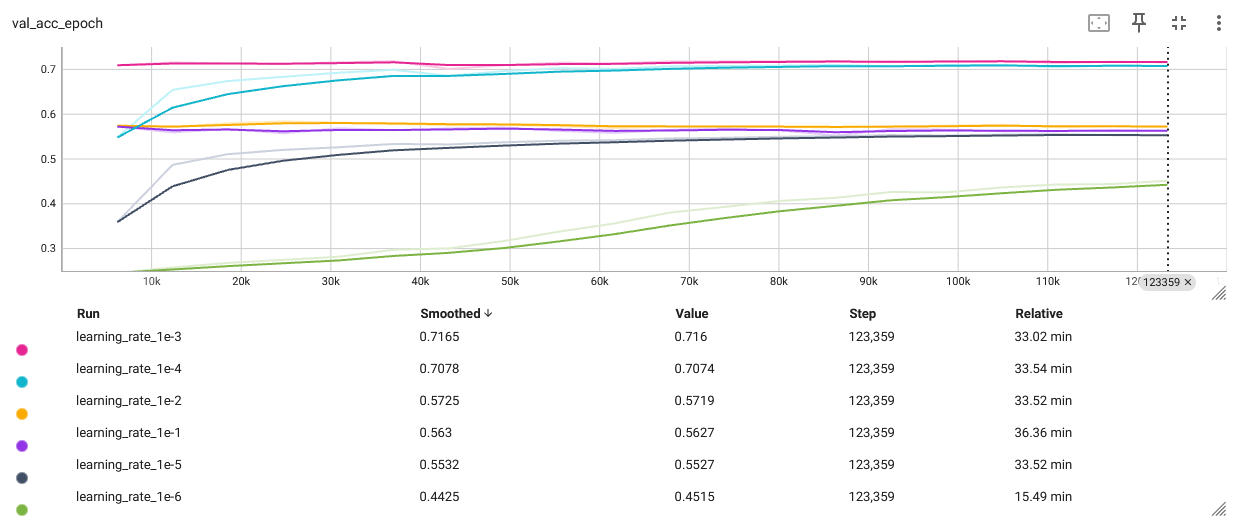 val_acc_epoch
0.7
0.6
0.5
0.4
0.3
10k 20k 30k 40k 50k 60k 70k 80k 90k 100k 110k 12 123359 ×
Run Smoothed ↓ Value Step Relative
learning_rate_1e-3 0.7165 0.716 123,359 33.02 min
learning_rate_1e-4 0.7078 0.7074 123,359 33.54 min
learning_rate_1e-2 0.5725 0.5719 123,359 33.52 min
learning_rate_1e-1 0.563 0.5627 123,359 36.36 min
learning_rate_1e-5 0.5532 0.5527 123,359 33.52 min
learning_rate_1e-6 0.4425 0.4515 123,359 15.49 min